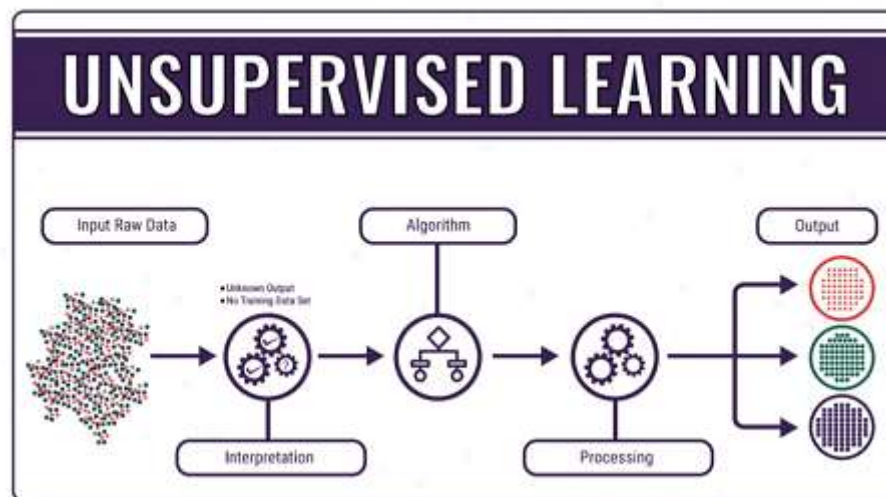 UNSUPERVISED LEARNING
Input Raw Data
Algorithm
Output
• Unknown Output
• No Training Data Set
Interpretation
Processing